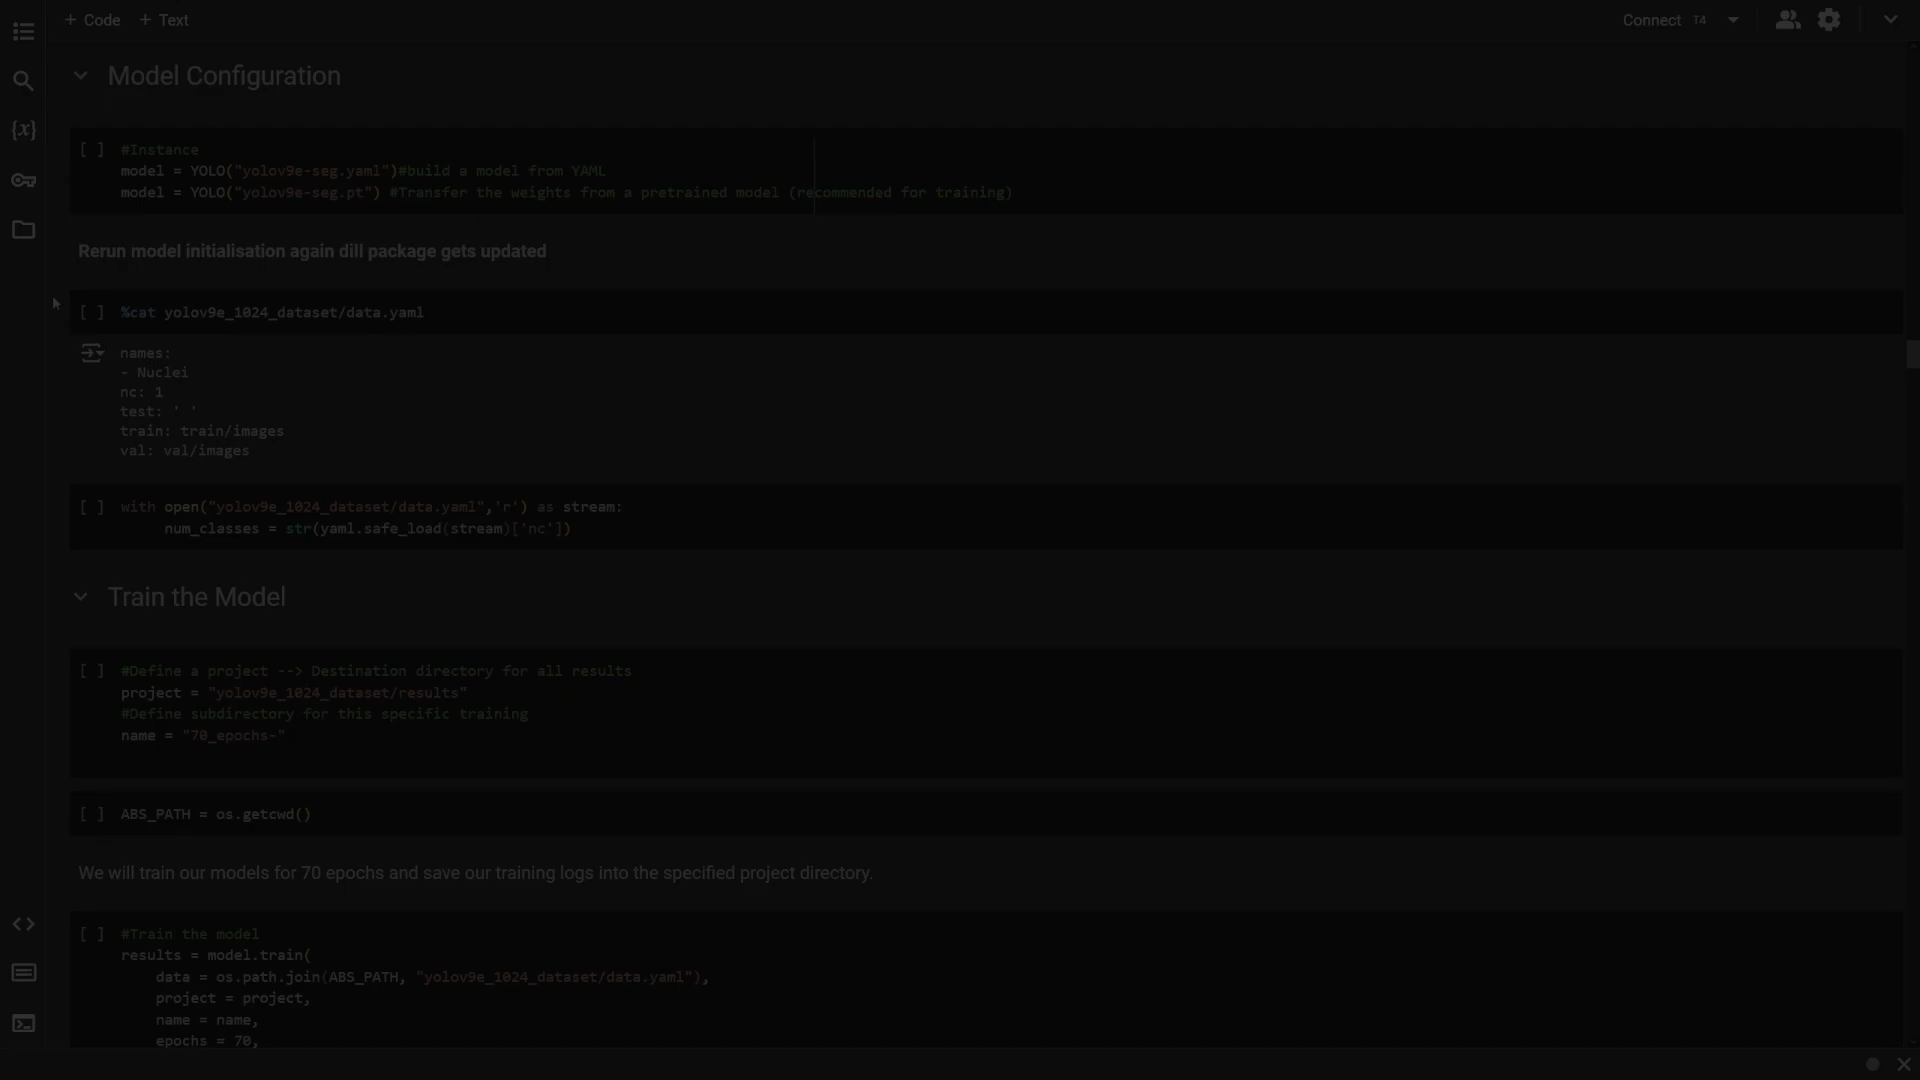 + Code + Text
Connect T4
Model Configuration
{x}
[ ] #Instance
model = YOLO("yolov9e-seg.yaml")#build a model from YAML
model = YOLO("yolov9e-seg.pt") #Transfer the weights from a pretrained model (recommended for training)
Rerun model initialisation again dill package gets updated
[ ] %cat yolov9e_1024_dataset/data.yaml
names:
- Nuclei
nc: 1
test: ' '
train: train/images
val: val/images
[ ] with open("yolov9e_1024_dataset/data.yaml",'r') as stream:
num_classes = str(yaml.safe_load(stream)['nc'])
Train the Model
[ ] #Define a project --> Destination directory for all results
project = "yolov9e_1024_dataset/results"
#Define subdirectory for this specific training
name = "70_epochs-"
[ ] ABS_PATH = os.getcwd()
We will train our models for 70 epochs and save our training logs into the specified project directory.
[ ] #Train the model
results = model.train(
data = os.path.join(ABS_PATH, "yolov9e_1024_dataset/data.yaml"),
project = project,
name = name,
epochs = 70,